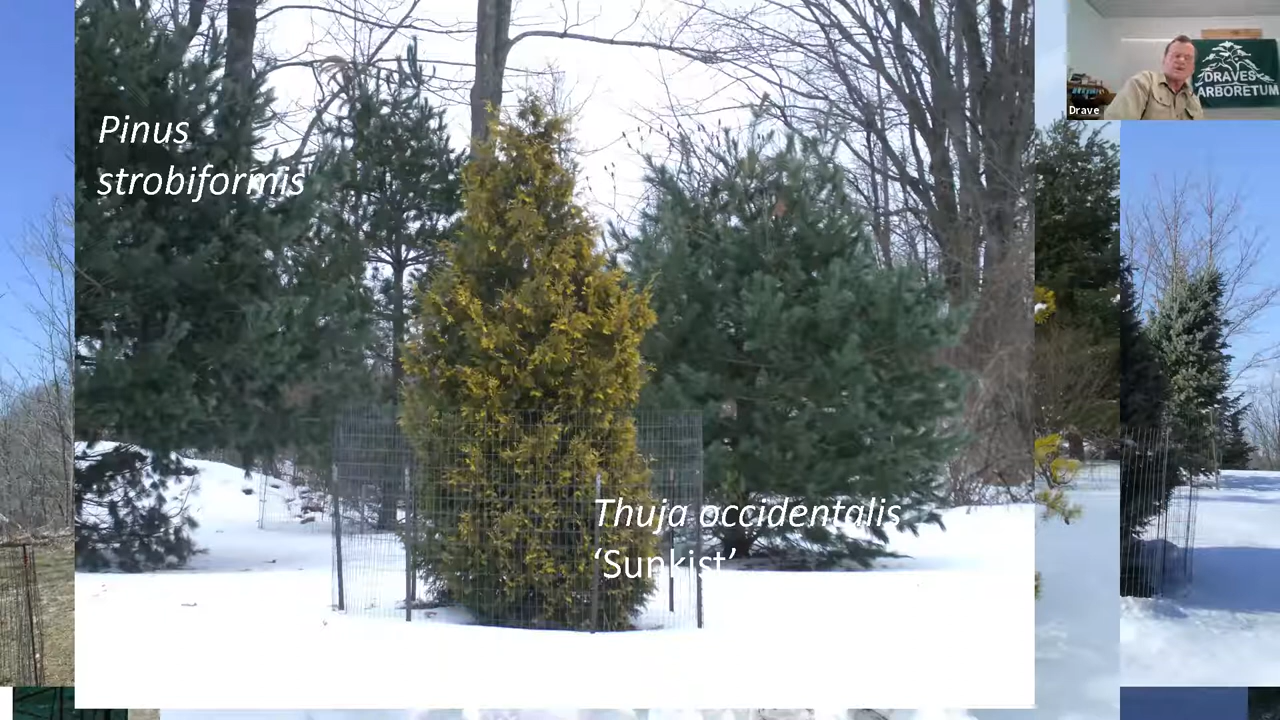 Pinus
strobiformis
DRAVES
ARBORETUM
Drave
Thuja occidentalis
‘Sunkist’